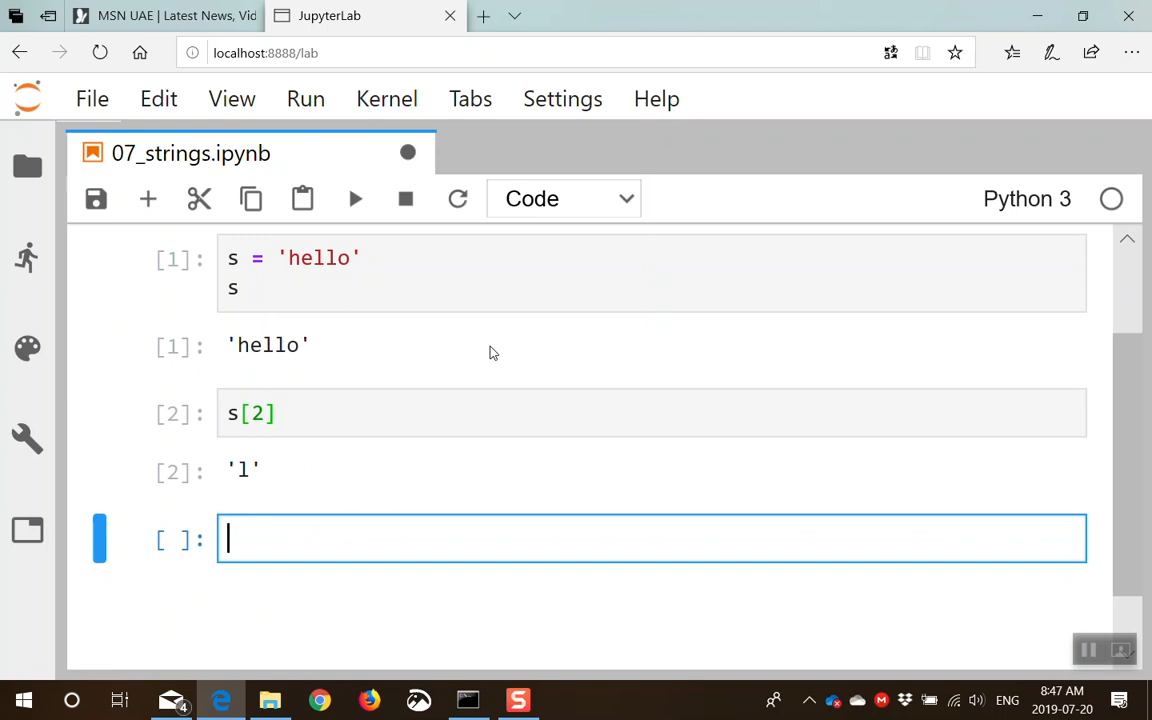 MSN UAE | Latest News, Vid
JupyterLab
localhost:8888/lab
File Edit View Run Kernel Tabs Settings Help
07_strings.ipynb
Code
Python 3
[1]: s = 'hello'
s
[1]: 'hello'
[2]: s[2]
[2]: 'l'
[ ]:
4
S
M
ENG
8:47 AM
2019-07-20